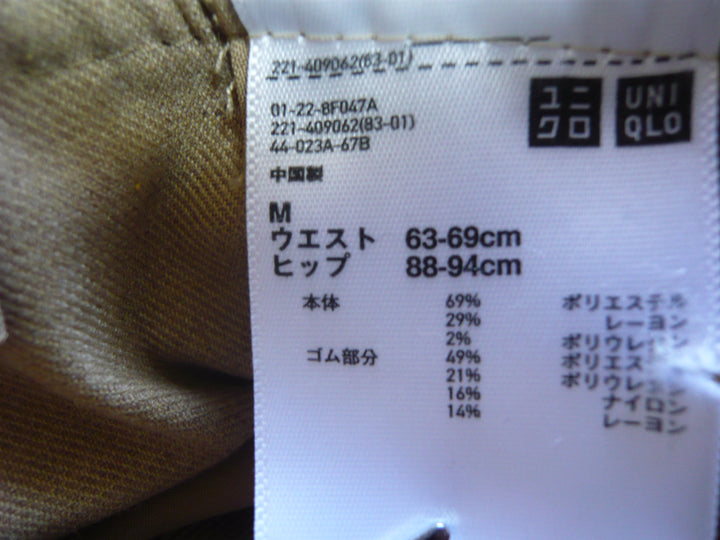 221-409062(83-01)
ユニクロ
UNIQLO
01-22-8F047A
221-409062(83-01)
44-023A-67B
中国製
M
ウエスト 63-69cm
ヒップ 88-94cm
本体 69% ポリエステル
29% レーヨン
2% ポリウレタン
ゴム部分 49% ポリエステル
21% ポリウレタン
16% ナイロン
14% レーヨン